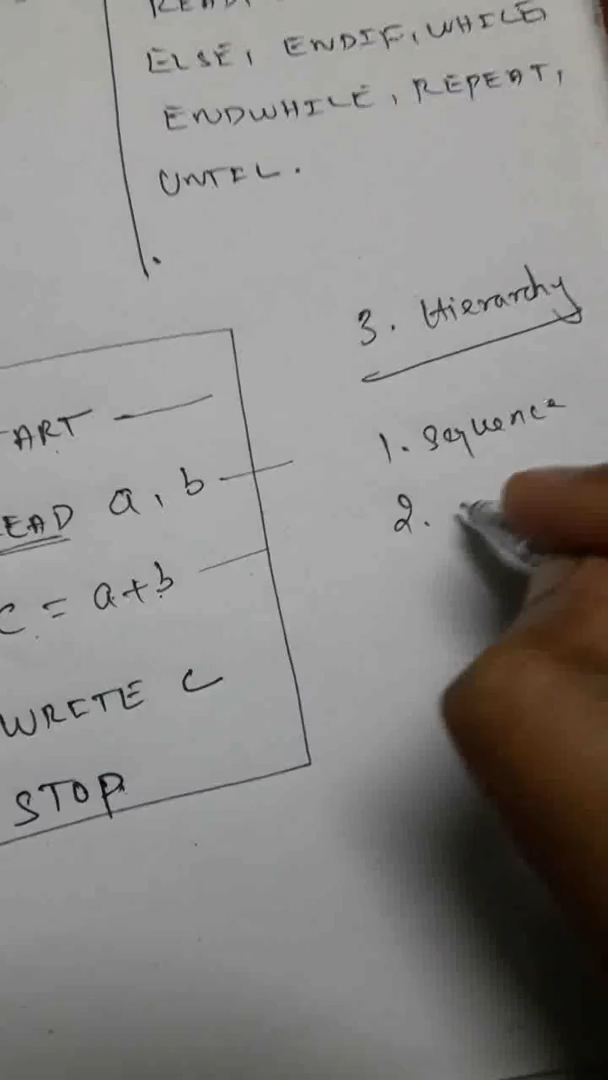 ELSE, ENDIF, WHILE
ENDWHILE, REPEAT,
UNTIL.
3. Hierarchy
1. Sequence
2.
ART
EAD a, b
C = a+b
WRITE C
STOP